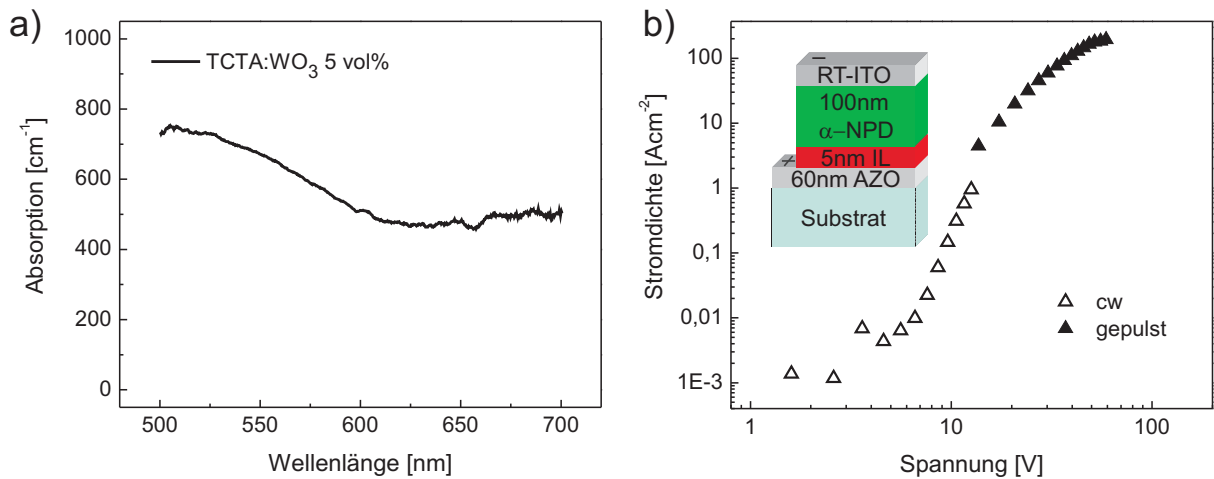 a)
1000
800
600
400
200
0
Absorption [cm⁻¹]
TCTA:WO₃ 5 vol%
500 550 600 650 700
Wellenlänge [nm]
b)
100
10
1
0,1
0,01
1E-3
Stromdichte [Acm⁻²]
−
RT-ITO
100nm
α−NPD
5nm IL
+
60nm AZO
Substrat
cw
gepulst
1 10 100
Spannung [V]